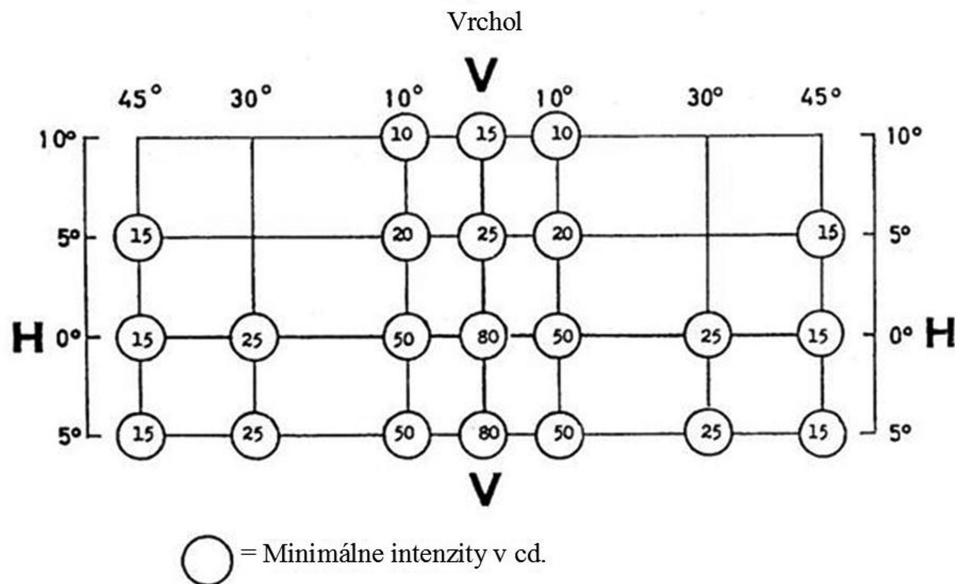 Vrchol
V
45° 30° 10° 10° 30° 45°
10° 10 15 10 10°
5° 15 20 25 20 15 5°
H 0° 15 25 50 80 50 25 15 0° H
5° 15 25 50 80 50 25 15 5°
V
= Minimálne intenzity v cd.